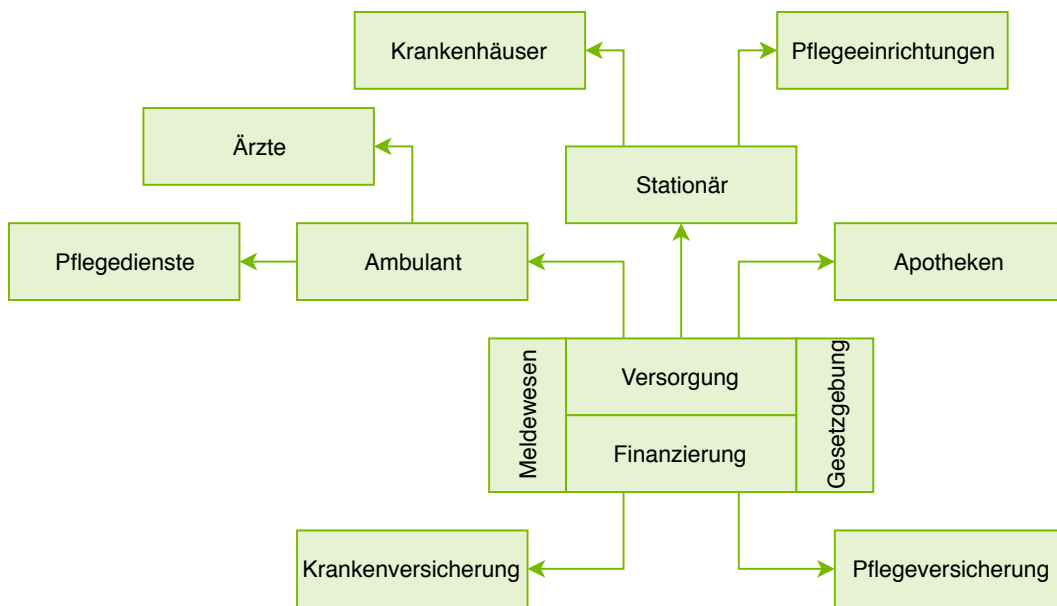 Krankenhäuser
Pflegeeinrichtungen
Ärzte
Stationär
Pflegedienste
Ambulant
Apotheken
Meldewesen
Versorgung
Gesetzgebung
Finanzierung
Krankenversicherung
Pflegeversicherung